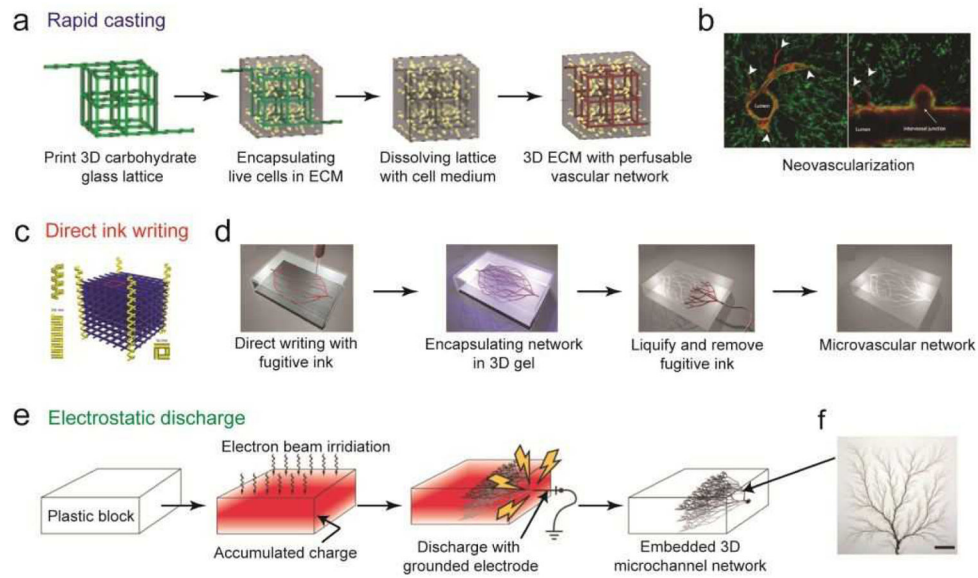 a Rapid casting
Print 3D carbohydrate
glass lattice
Encapsulating
live cells in ECM
Dissolving lattice
with cell medium
3D ECM with perfusable
vascular network
b
Lumen
Lumen
Intervessel junction
Neovascularization
c Direct ink writing
d
Direct writing with
fugitive ink
Encapsulating network
in 3D gel
Liquify and remove
fugitive ink
Microvascular network
e Electrostatic discharge
Plastic block
Electron beam irridiation
Accumulated charge
Discharge with
grounded electrode
Embedded 3D
microchannel network
f